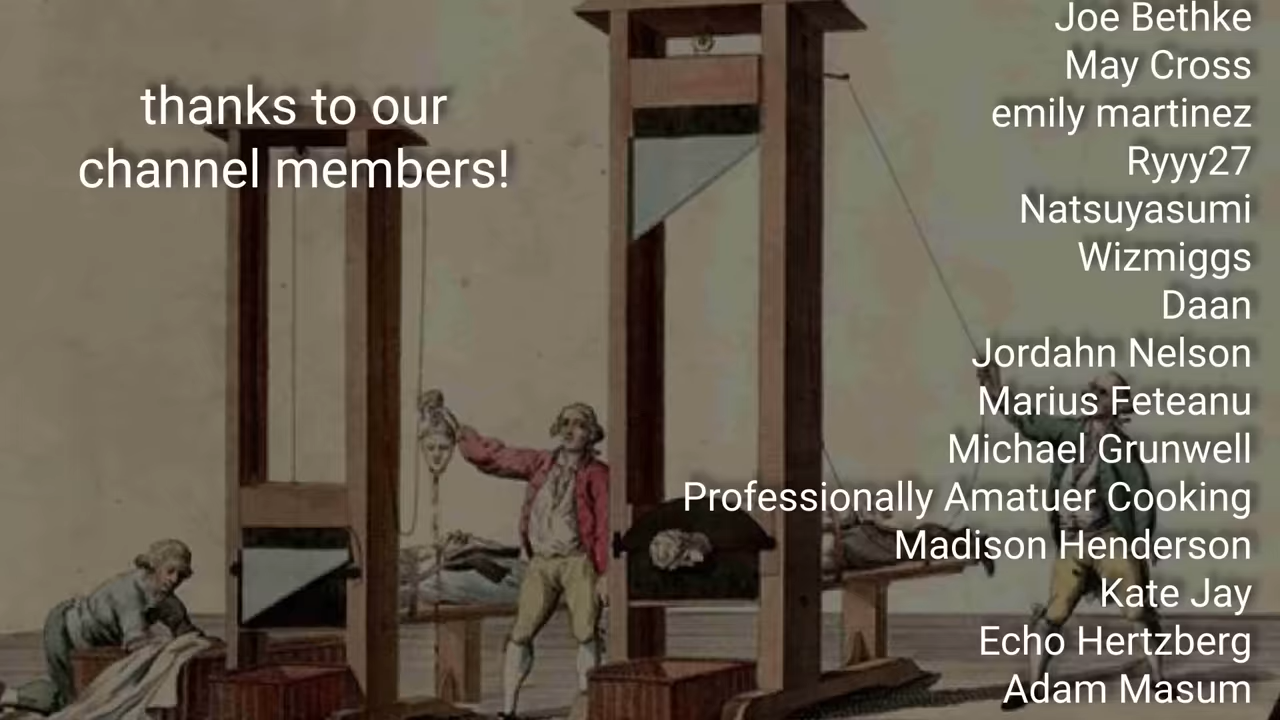 thanks to our
channel members!
Joe Bethke
May Cross
emily martinez
Ryyy27
Natsuyasumi
Wizmiggs
Daan
Jordahn Nelson
Marius Feteanu
Michael Grunwell
Professionally Amatuer Cooking
Madison Henderson
Kate Jay
Echo Hertzberg
Adam Masum